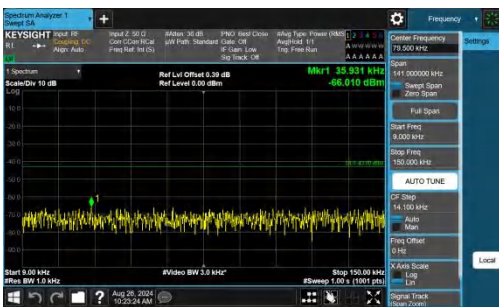 Spectrum Analyzer 1
Swept SA
Frequency
KEYSIGHT
Input: RF
Input Z: 50 Ω
#Atten: 30 dB
PNO: Best Close
#Avg Type: Power (RMS)
RL
Coupling: DC
Corr CCorr RCal
µW Path: Standard
Gate: Off
Avg|Hold: 1/1
Align: Auto
Freq Ref: Int (S)
IF Gain: Low
Trig: Free Run
Sig Track: Off
A W W W W W
A A A A A A
1 Spectrum
Scale/Div 10 dB
Log
Ref Lvl Offset 0.39 dB
Ref Level 0.00 dBm
Mkr1 35.931 kHz
-66.010 dBm
1
Start 9.00 kHz
#Res BW 1.0 kHz
#Video BW 3.0 kHz*
Stop 150.00 kHz
#Sweep 1.00 s (1001 pts)
Aug 26, 2024
10:23:24 AM
Center Frequency
79.500 kHz
Settings
Span
141.000000 kHz
Swept Span
Zero Span
Full Span
Start Freq
9.000 kHz
Stop Freq
150.000 kHz
AUTO TUNE
CF Step
14.100 kHz
Auto
Man
Freq Offset
0 Hz
X Axis Scale
Log
Lin
Signal Track
(Span Zoom)
Local